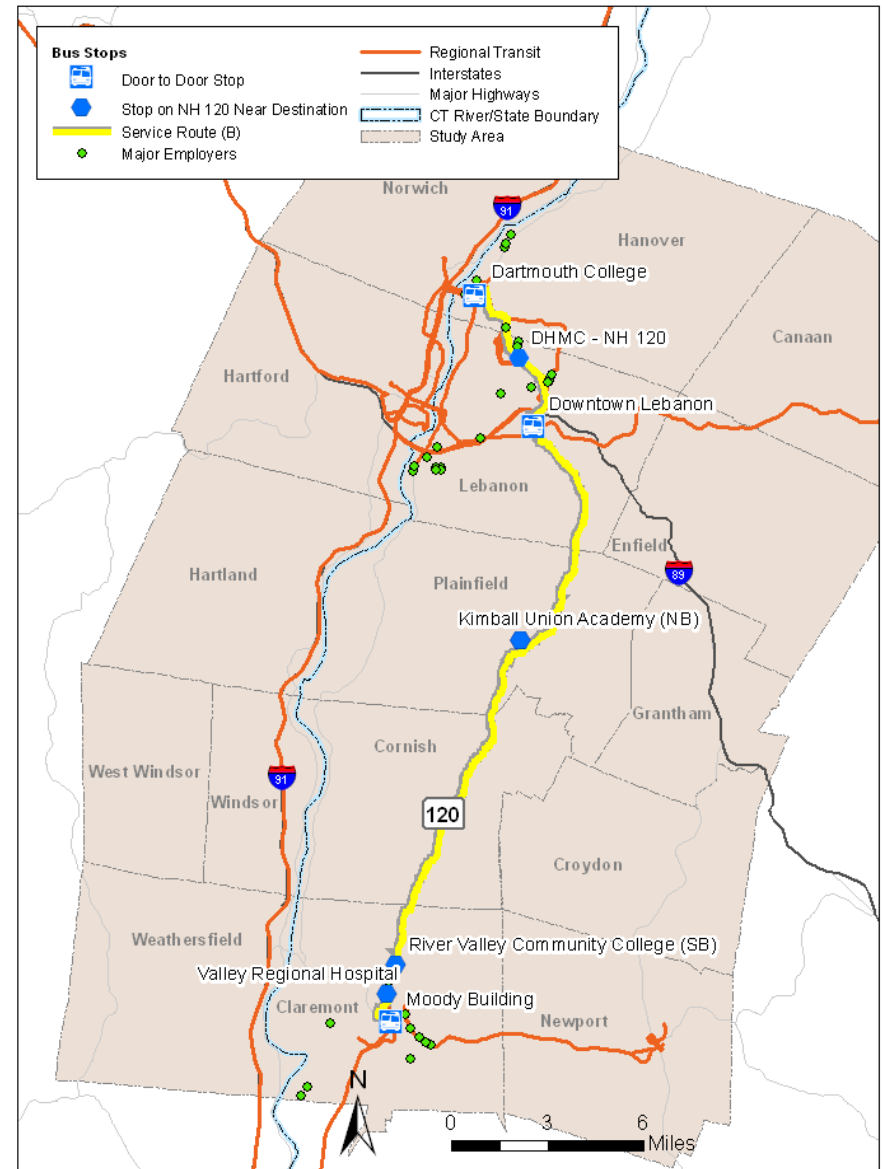 Bus Stops
Door to Door Stop
Stop on NH 120 Near Destination
Service Route (B)
Major Employers
Regional Transit
Interstates
Major Highways
CT River/State Boundary
Study Area
Norwich
91
Hanover
Dartmouth College
DHMC - NH 120
Canaan
Hartford
Downtown Lebanon
Lebanon
Enfield
Hartland
89
Plainfield
Kimball Union Academy (NB)
Grantham
Cornish
West Windsor
91
Windsor
120
Croydon
Weathersfield
River Valley Community College (SB)
Valley Regional Hospital
Moody Building
Claremont
Newport
N
0 3 6
Miles